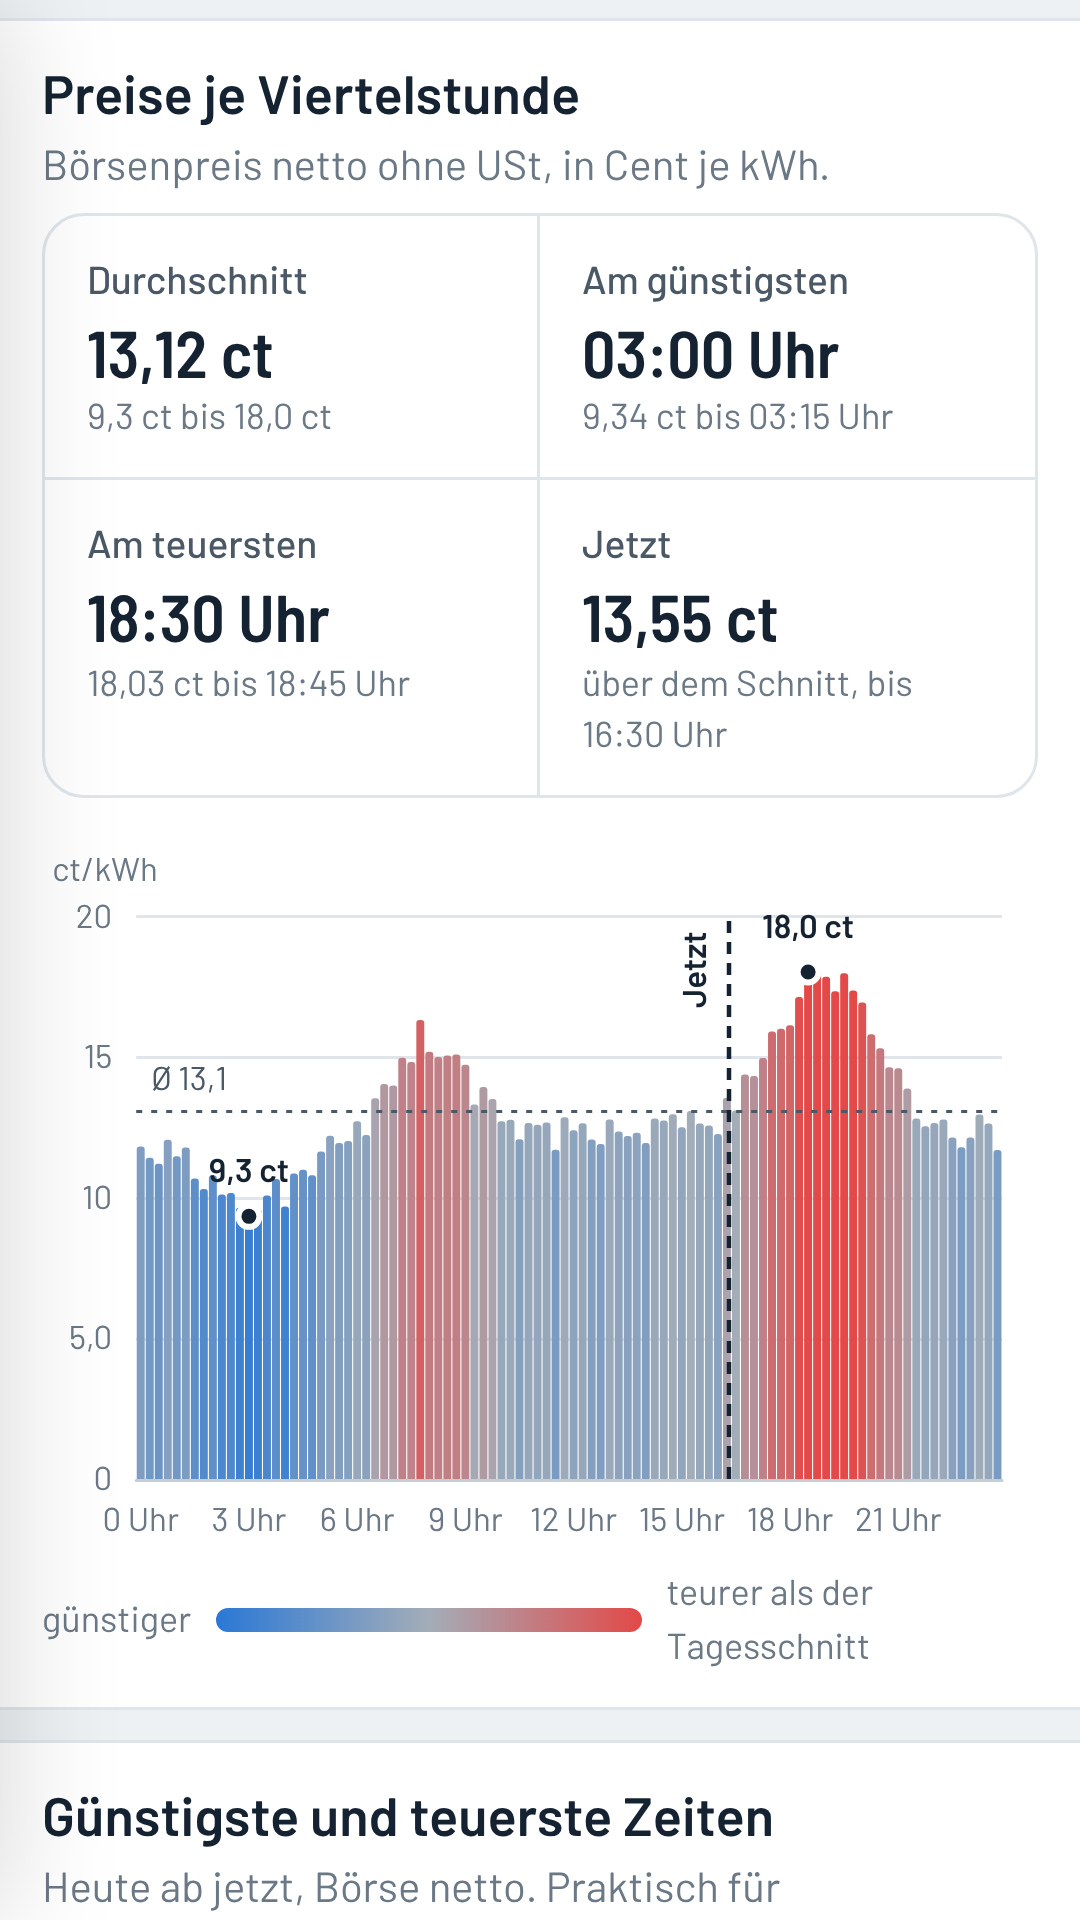 Preise je Viertelstunde
Börsenpreis netto ohne USt, in Cent je kWh.
Durchschnitt
13,12 ct
9,3 ct bis 18,0 ct
Am günstigsten
03:00 Uhr
9,34 ct bis 03:15 Uhr
Am teuersten
18:30 Uhr
18,03 ct bis 18:45 Uhr
Jetzt
13,55 ct
über dem Schnitt, bis
16:30 Uhr
ct/kWh
20
18,0 ct
Jetzt
15
Ø 13,1
9,3 ct
10
5,0
0
0 Uhr 3 Uhr 6 Uhr 9 Uhr 12 Uhr 15 Uhr 18 Uhr 21 Uhr
günstiger
teurer als der
Tagesschnitt
Günstigste und teuerste Zeiten
Heute ab jetzt, Börse netto. Praktisch für